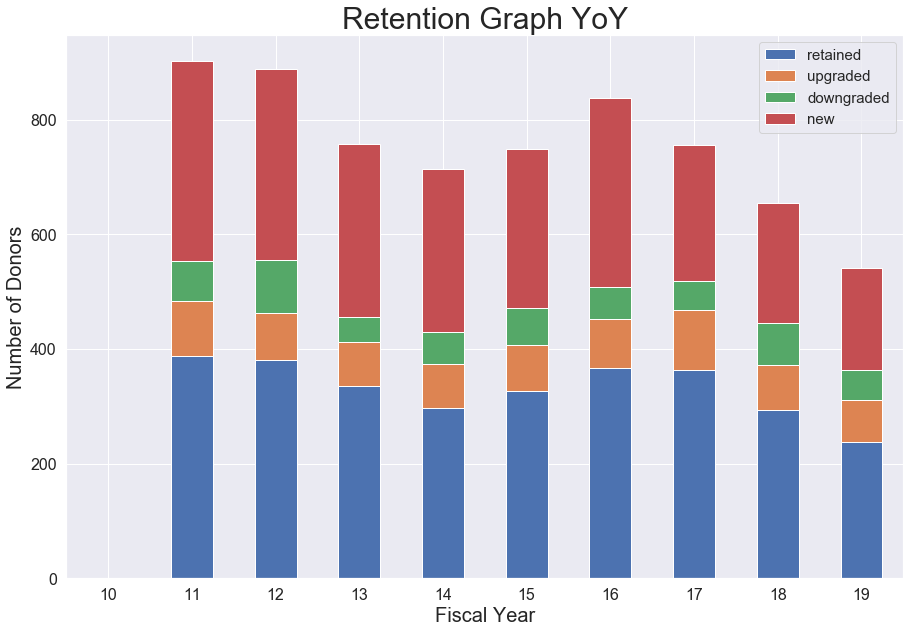 Retention Graph YoY
retained
upgraded
downgraded
new
Number of Donors
800
600
400
200
0
10 11 12 13 14 15 16 17 18 19
Fiscal Year